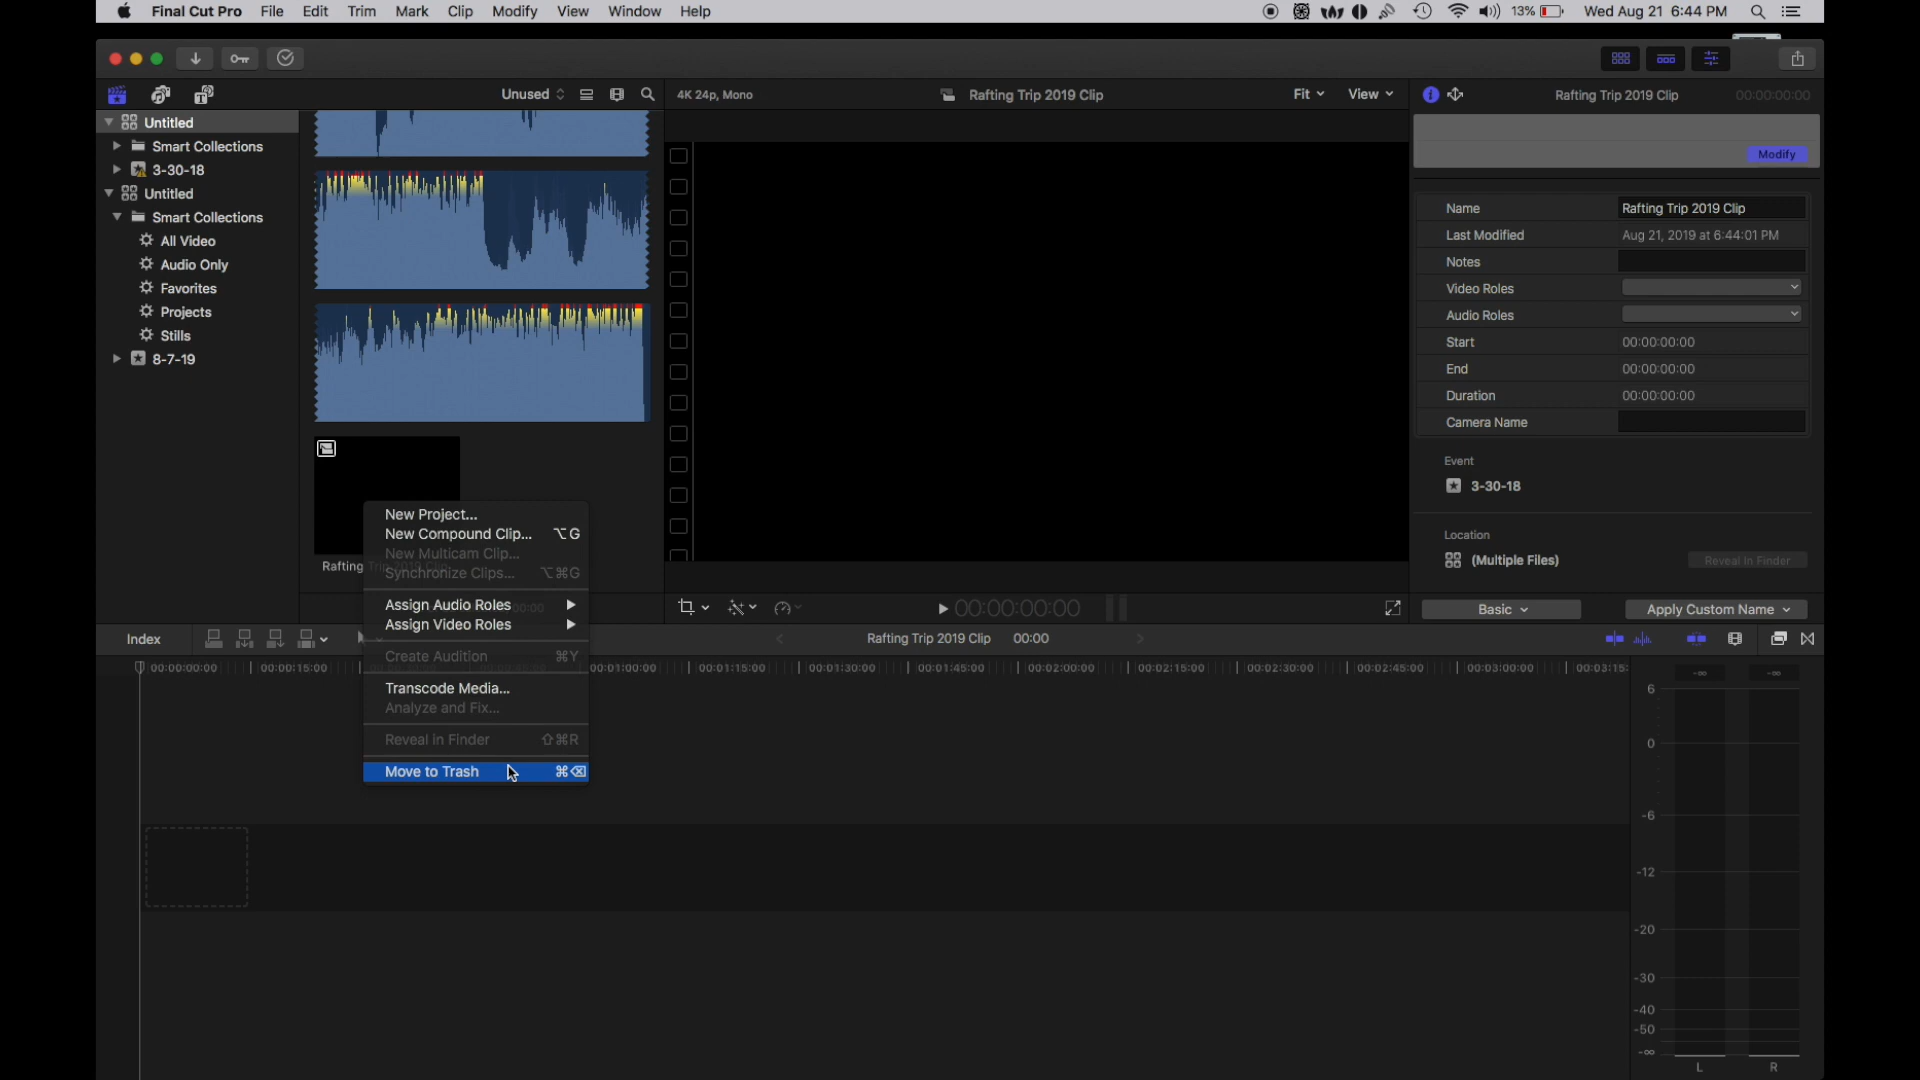 Final Cut Pro File Edit Trim Mark Clip Modify View Window Help 13% Wed Aug 21 6:44 PM
Unused 4K 24p, Mono Rafting Trip 2019 Clip Fit View Rafting Trip 2019 Clip 00:00:00:00
Untitled
Smart Collections
3-30-18
Untitled
Smart Collections
All Video
Audio Only
Favorites
Projects
Stills
8-7-19
Rafting
New Project...
New Compound Clip... ⌥G
New Multicam Clip...
Synchronize Clips... ⌥⌘G
Assign Audio Roles
Assign Video Roles
Create Audition ⌘Y
Transcode Media...
Analyze and Fix...
Reveal in Finder ⇧⌘R
Move to Trash ⌘⌫
00:00:00:00
Modify
Name Rafting Trip 2019 Clip
Last Modified Aug 21, 2019 at 6:44:01 PM
Notes
Video Roles
Audio Roles
Start 00:00:00:00
End 00:00:00:00
Duration 00:00:00:00
Camera Name
Event
3-30-18
Location
(Multiple Files) Reveal in Finder
Basic Apply Custom Name
Index Rafting Trip 2019 Clip 00:00
00:00:00:00 00:00:15:00 00:01:00:00 00:01:15:00 00:01:30:00 00:01:45:00 00:02:00:00 00:02:15:00 00:02:30:00 00:02:45:00 00:03:00:00 00:03:15:
-∞ -∞
6
0
-6
-12
-20
-30
-40
-50
-∞
L R